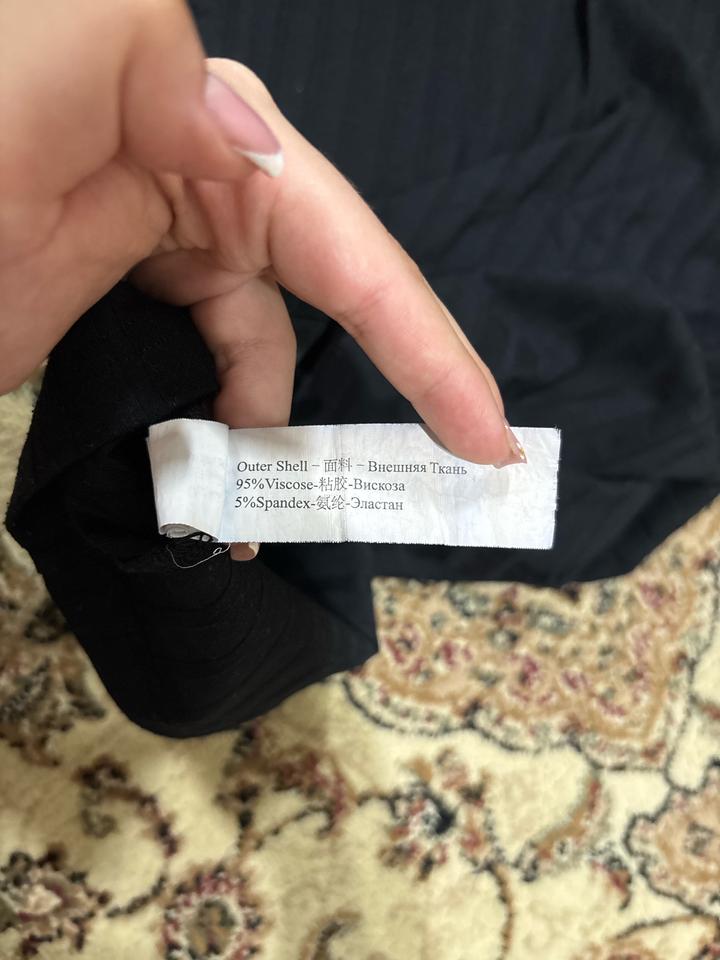 Outer Shell – 面料 – Внешняя Ткань
95%Viscose-粘胶-Вискоза
5%Spandex-氨纶-Эластан